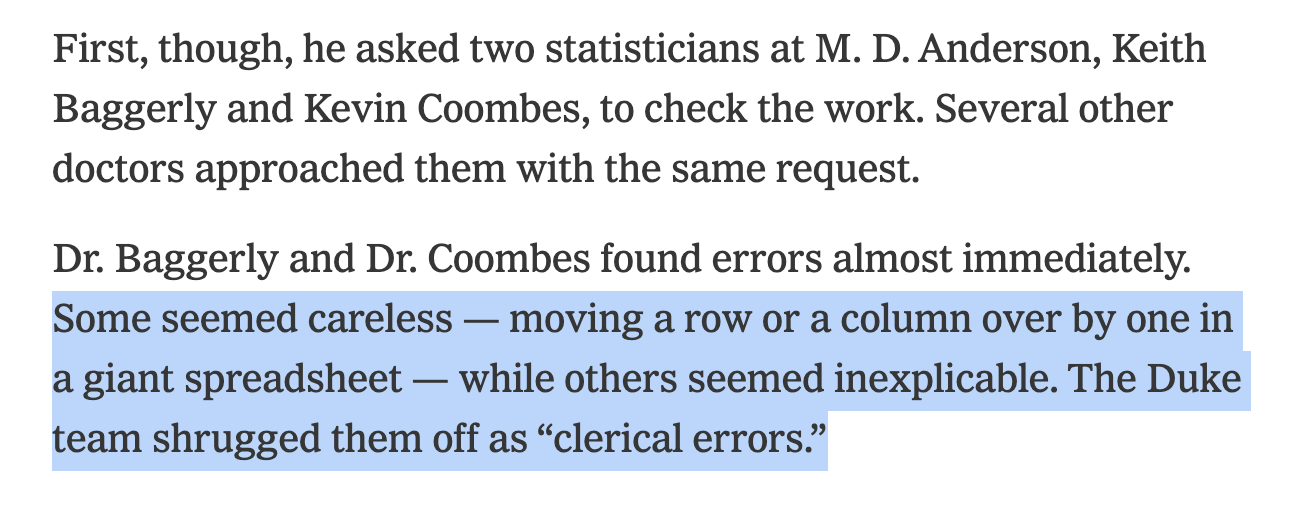 First, though, he asked two statisticians at M. D. Anderson, Keith
Baggerly and Kevin Coombes, to check the work. Several other
doctors approached them with the same request.
Dr. Baggerly and Dr. Coombes found errors almost immediately.
Some seemed careless — moving a row or a column over by one in
a giant spreadsheet — while others seemed inexplicable. The Duke
team shrugged them off as “clerical errors.”